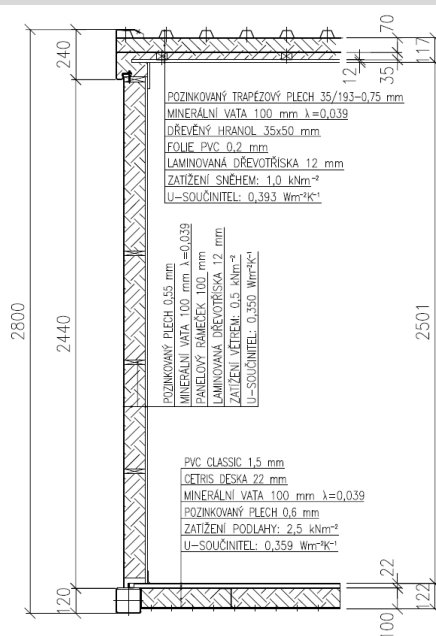 70
240
117
12
35
POZINKOVANÝ TRAPÉZOVÝ PLECH 35/193-0,75 mm
MINERÁLNÍ VATA 100 mm λ=0,039
DŘEVĚNÝ HRANOL 35x50 mm
FOLIE PVC 0,2 mm
LAMINOVANÁ DŘEVOTŘÍSKA 12 mm
ZATÍŽENÍ SNĚHEM: 1,0 kNm⁻²
U-SOUČINITEL: 0,393 Wm⁻²K⁻¹
POZINKOVANÝ PLECH 0,55 mm
MINERÁLNÍ VATA 100 mm λ=0,039
PANELOVÝ RÁMEČEK 100 mm
LAMINOVANÁ DŘEVOTŘÍSKA 12 mm
ZATÍŽENÍ VĚTREM: 0,5 kNm⁻²
U-SOUČINITEL: 0,350 Wm⁻²K⁻¹
2800
2440
2501
PVC CLASSIC 1,5 mm
CETRIS DESKA 22 mm
MINERÁLNÍ VATA 100 mm λ=0,039
POZINKOVANÝ PLECH 0,6 mm
ZATÍŽENÍ PODLAHY: 2,5 kNm⁻²
U-SOUČINITEL: 0,359 Wm⁻²K⁻¹
120
22
122
100